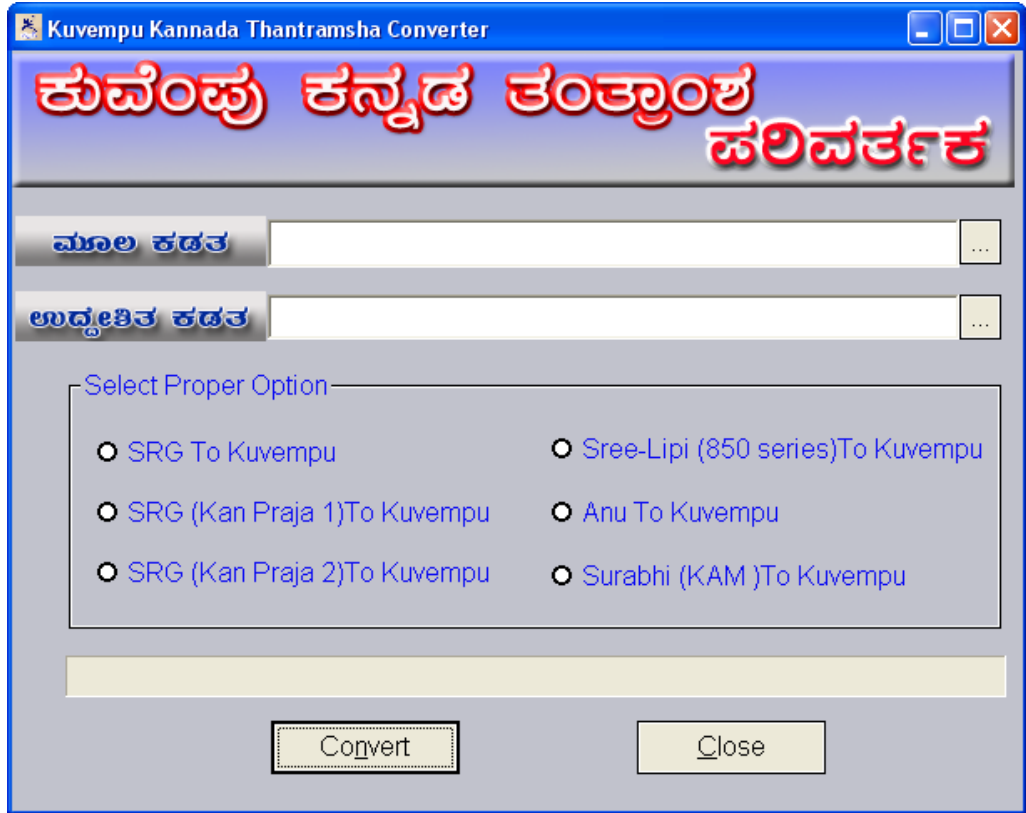 Kuvempu Kannada Thantramsha Converter
ಕುವೆಂಪು ಕನ್ನಡ ತಂತ್ರಾಂಶ
ಪರಿವರ್ತಕ
ಮೂಲ ಕಡತ
...
ಉದ್ದೇಶಿತ ಕಡತ
...
Select Proper Option
SRG To Kuvempu
Sree-Lipi (850 series)To Kuvempu
SRG (Kan Praja 1)To Kuvempu
Anu To Kuvempu
SRG (Kan Praja 2)To Kuvempu
Surabhi (KAM )To Kuvempu
Convert
Close